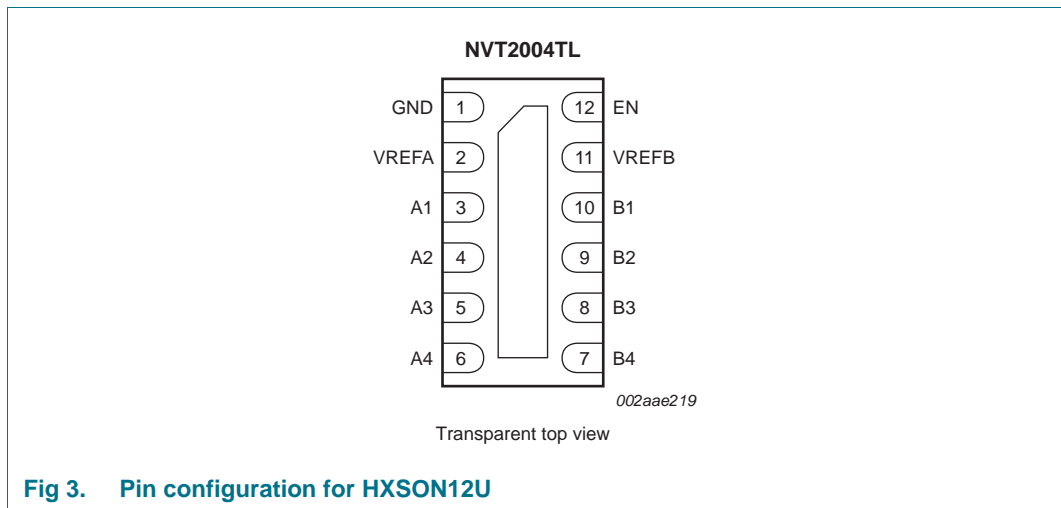 NVT2004TL
GND 1 12 EN
VREFA 2 11 VREFB
A1 3 10 B1
A2 4 9 B2
A3 5 8 B3
A4 6 7 B4
002aae219
Transparent top view
Fig 3. Pin configuration for HXSON12U